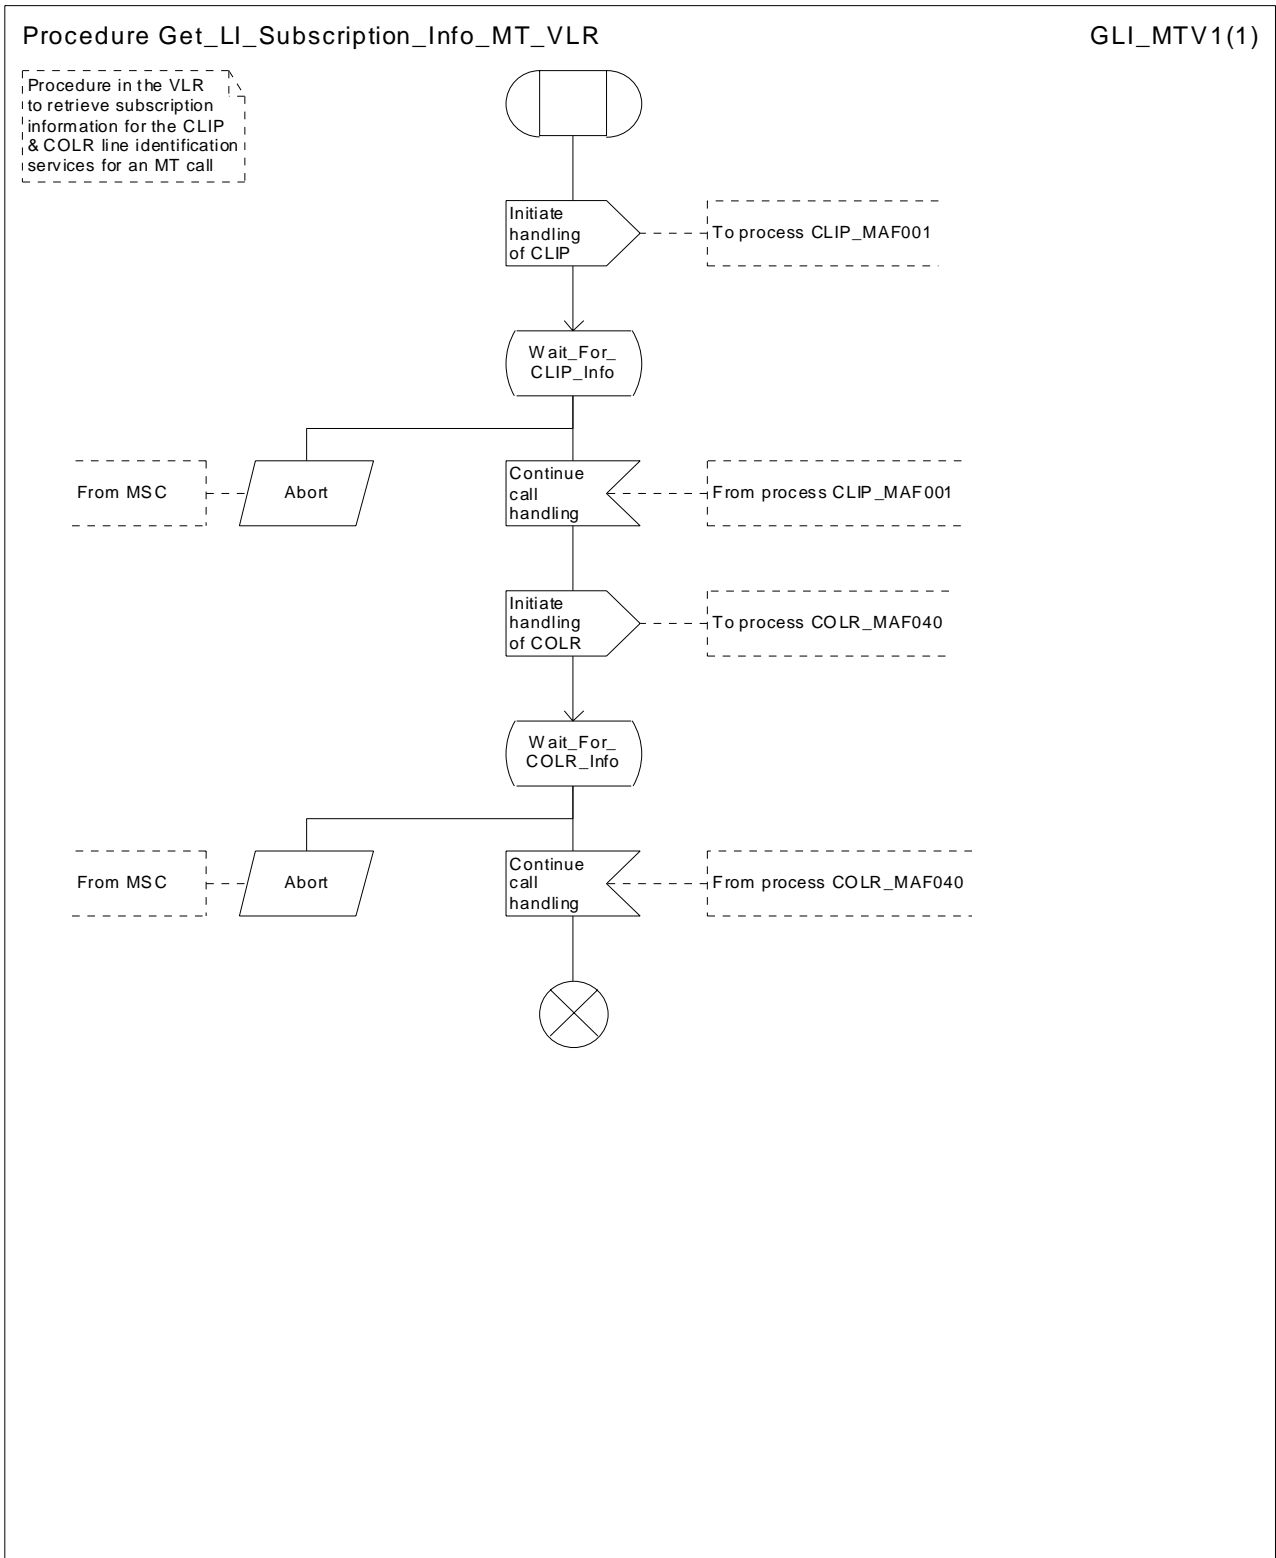 Procedure Get_LI_Subscription_Info_MT_VLR
GLI_MTV1(1)
Procedure in the VLR
to retrieve subscription
information for the CLIP
& COLR line identification
services for an MT call
Initiate
handling
of CLIP
To process CLIP_MAF001
Wait_For_
CLIP_Info
From MSC
Abort
Continue
call
handling
From process CLIP_MAF001
Initiate
handling
of COLR
To process COLR_MAF040
Wait_For_
COLR_Info
From MSC
Abort
Continue
call
handling
From process COLR_MAF040